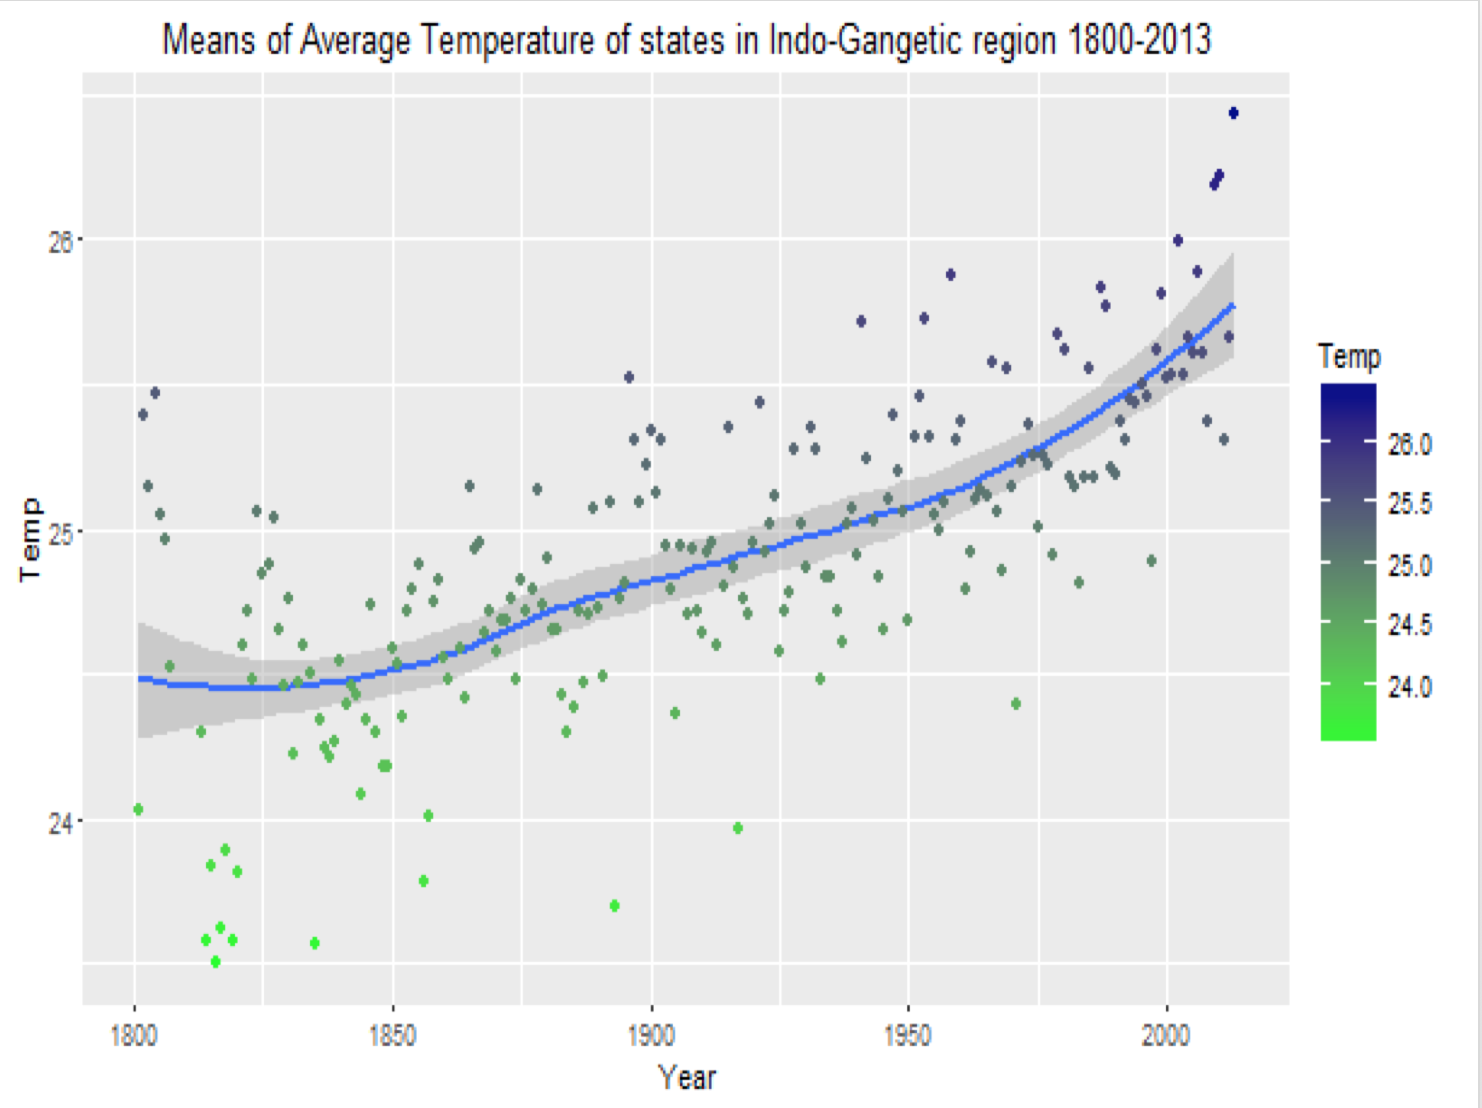 Means of Average Temperature of states in Indo-Gangetic region 1800-2013
Temp
26
25
24
1800 1850 1900 1950 2000
Year
Temp
26.0
25.5
25.0
24.5
24.0